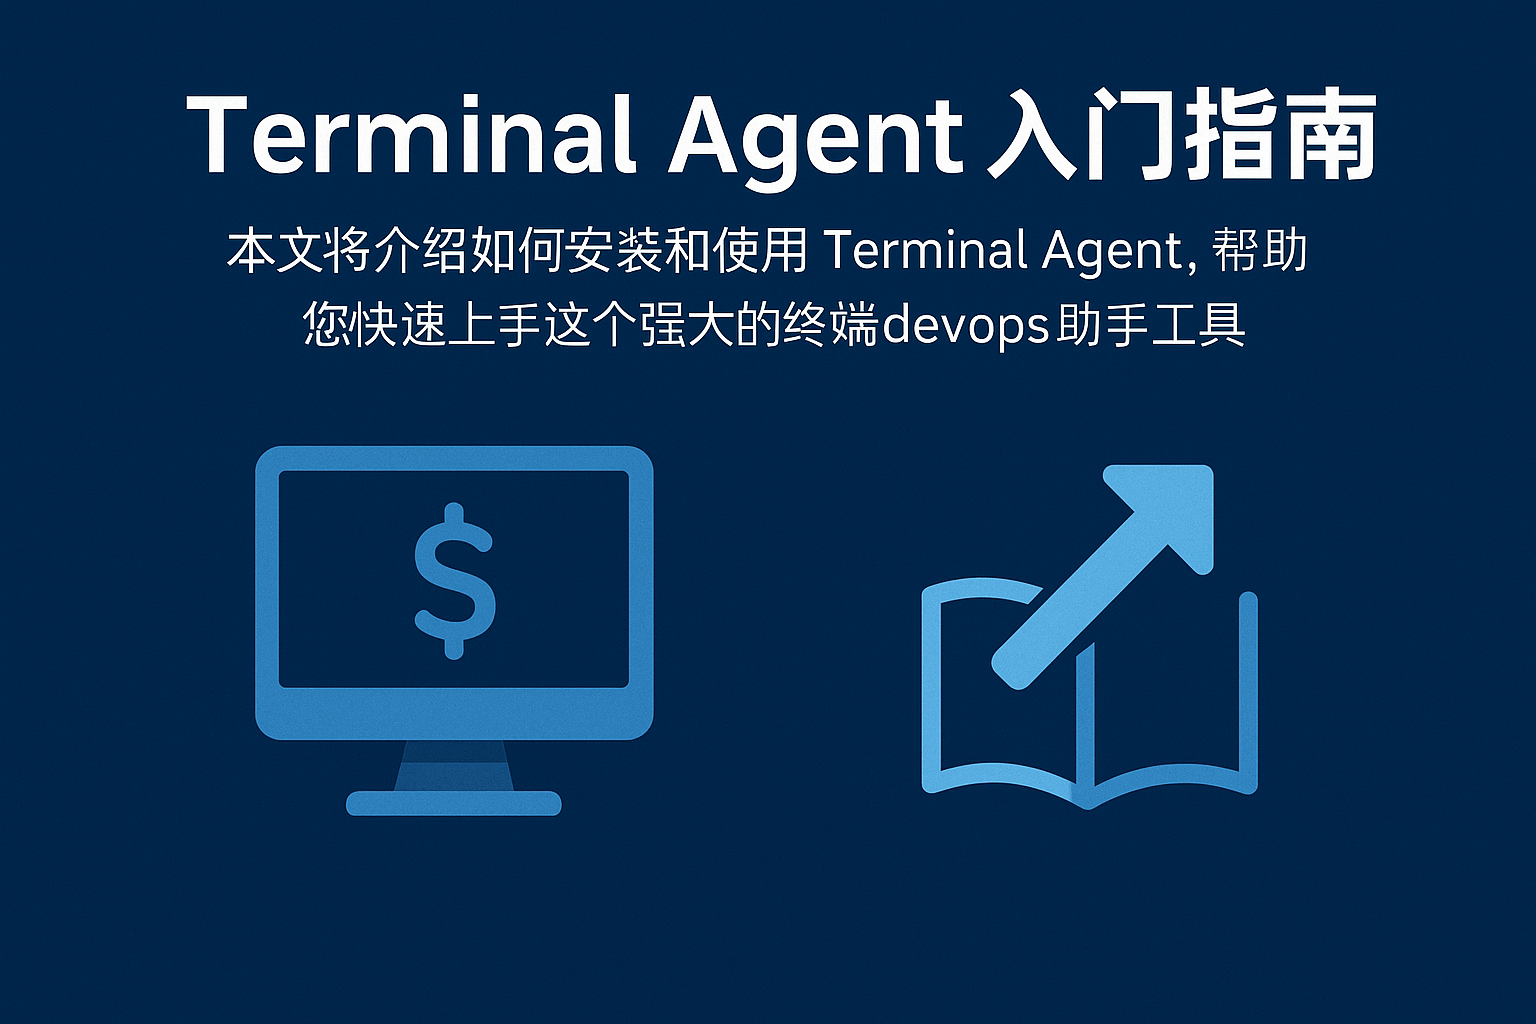 Terminal Agent 入门指南
本文将介绍如何安装和使用 Terminal Agent, 帮助
您快速上手这个强大的终端devops助手工具
$